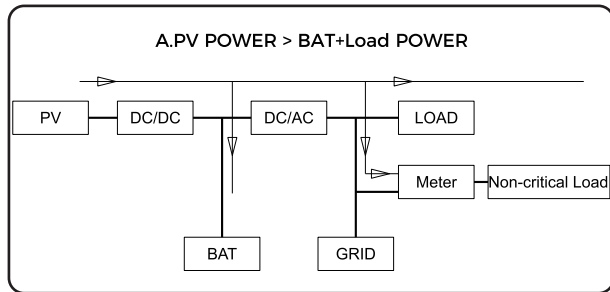 A.PV POWER > BAT+Load POWER
PV
DC/DC
DC/AC
LOAD
Meter
Non-critical Load
BAT
GRID